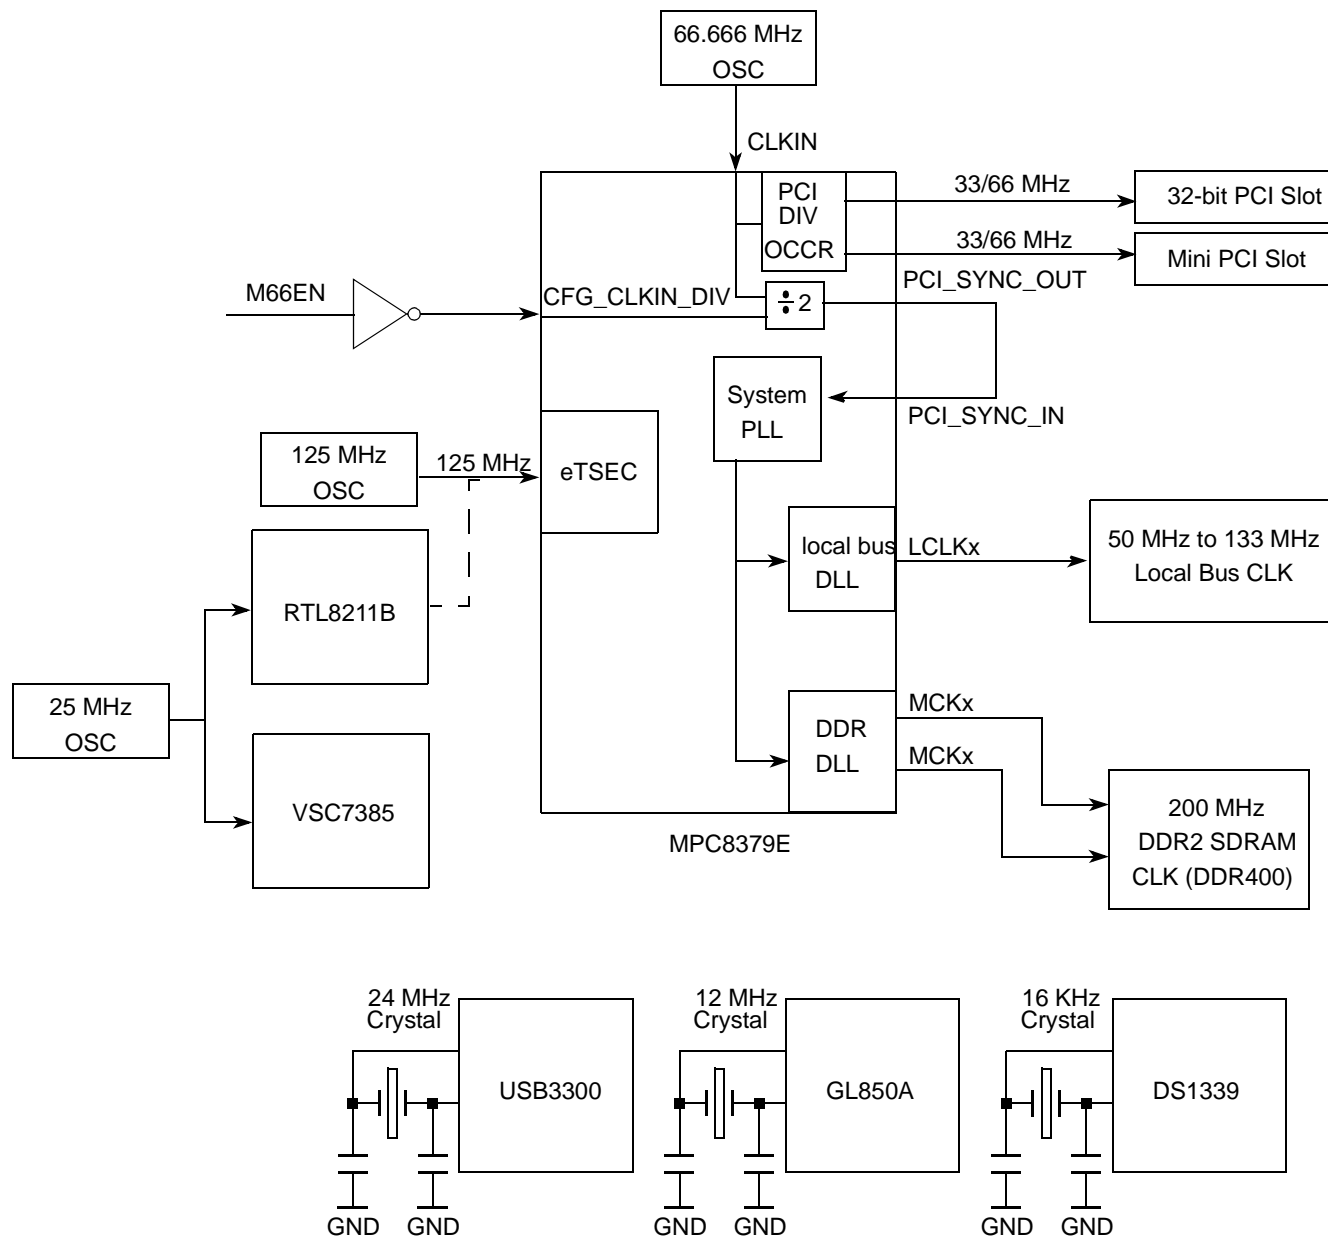 66.666 MHz
OSC
CLKIN
PCI
DIV
OCCR
33/66 MHz
32-bit PCI Slot
33/66 MHz
Mini PCI Slot
PCI_SYNC_OUT
M66EN
CFG_CLKIN_DIV
÷2
System
PLL
PCI_SYNC_IN
125 MHz
OSC
125 MHz
eTSEC
local bus
DLL
LCLKx
50 MHz to 133 MHz
Local Bus CLK
RTL8211B
25 MHz
OSC
VSC7385
DDR
DLL
MCKx
MCKx
200 MHz
DDR2 SDRAM
CLK (DDR400)
MPC8379E
24 MHz
Crystal
USB3300
GND
GND
12 MHz
Crystal
GL850A
GND
GND
16 KHz
Crystal
DS1339
GND
GND